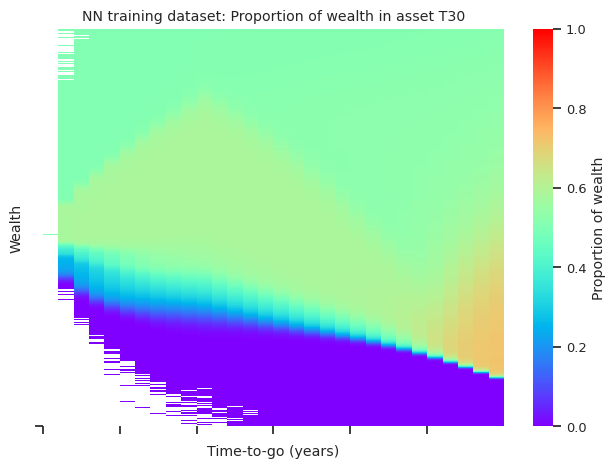 NN training dataset: Proportion of wealth in asset T30
Wealth
Time-to-go (years)
1.0
0.8
0.6
0.4
0.2
0.0
Proportion of wealth